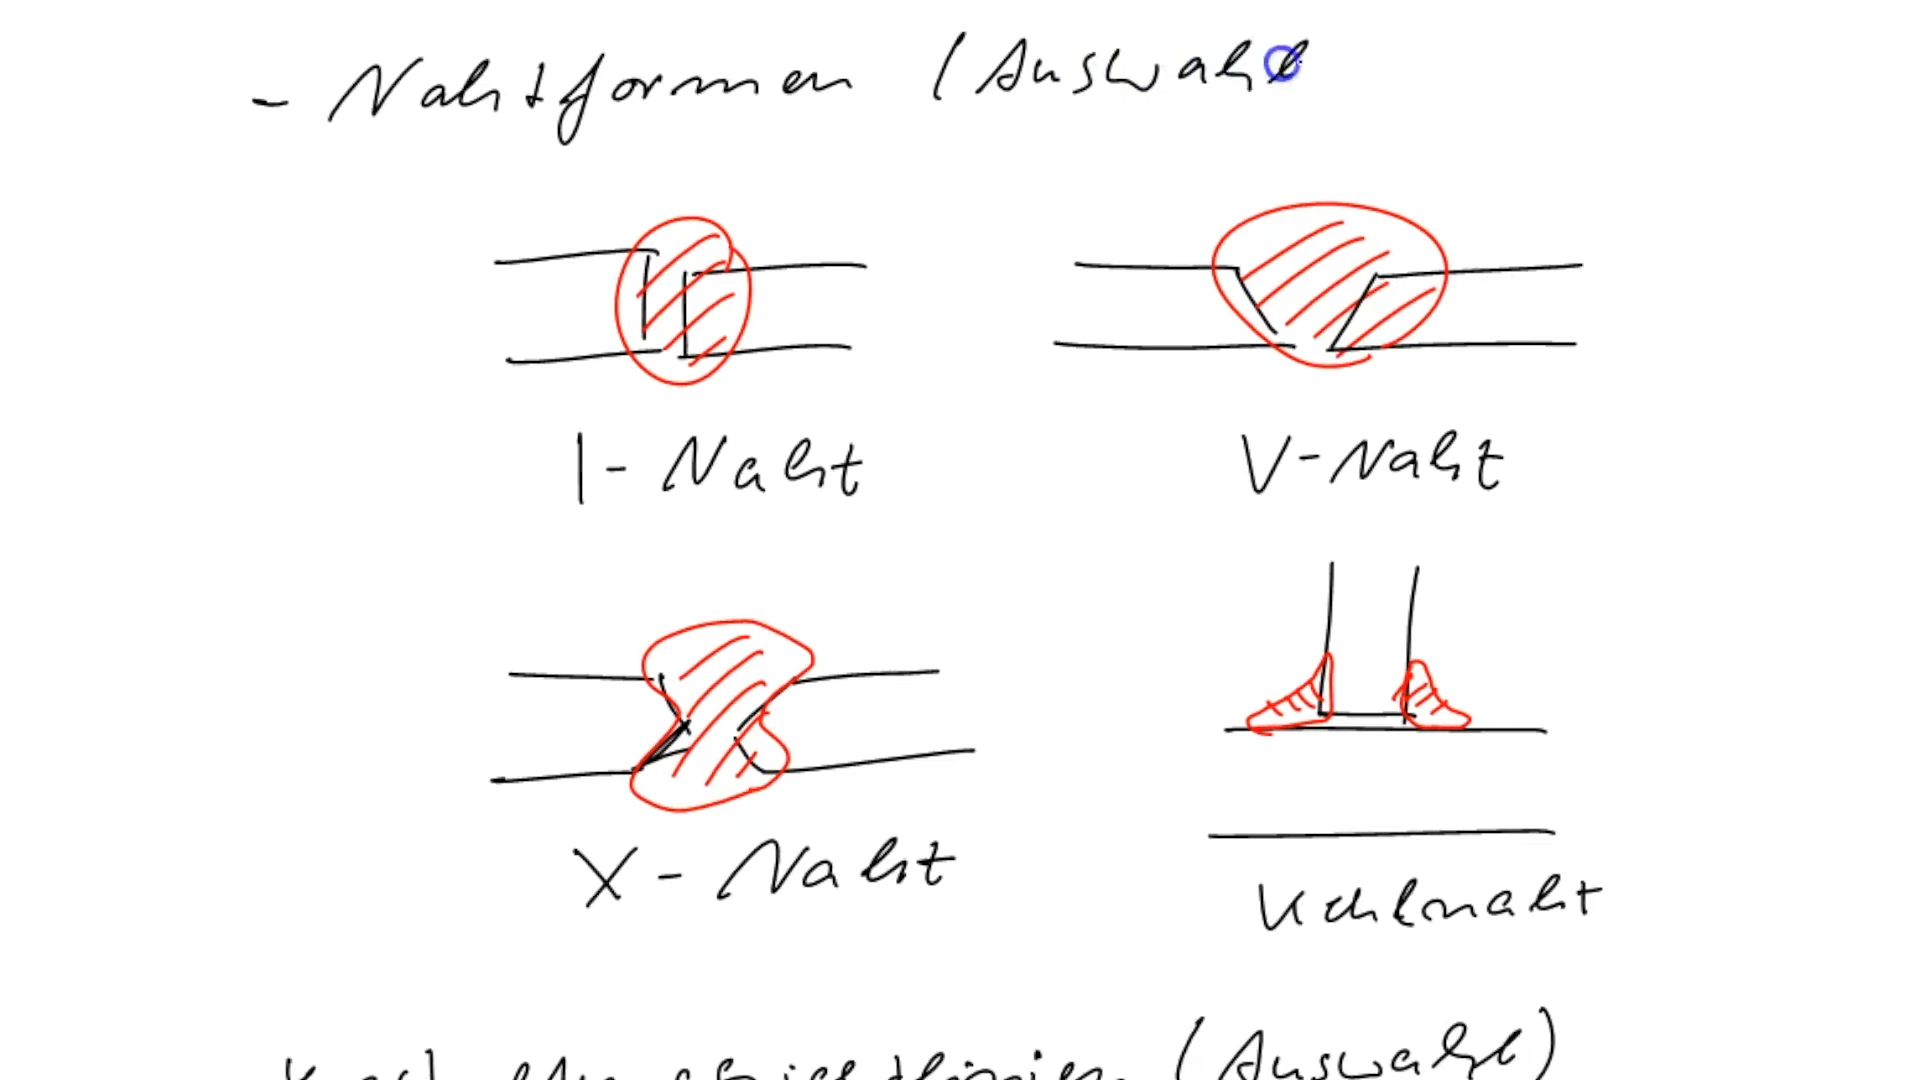 - Nahtformen (Auswahl
I-Naht
V-Naht
X-Naht
Kehlnaht
(Auswahl)